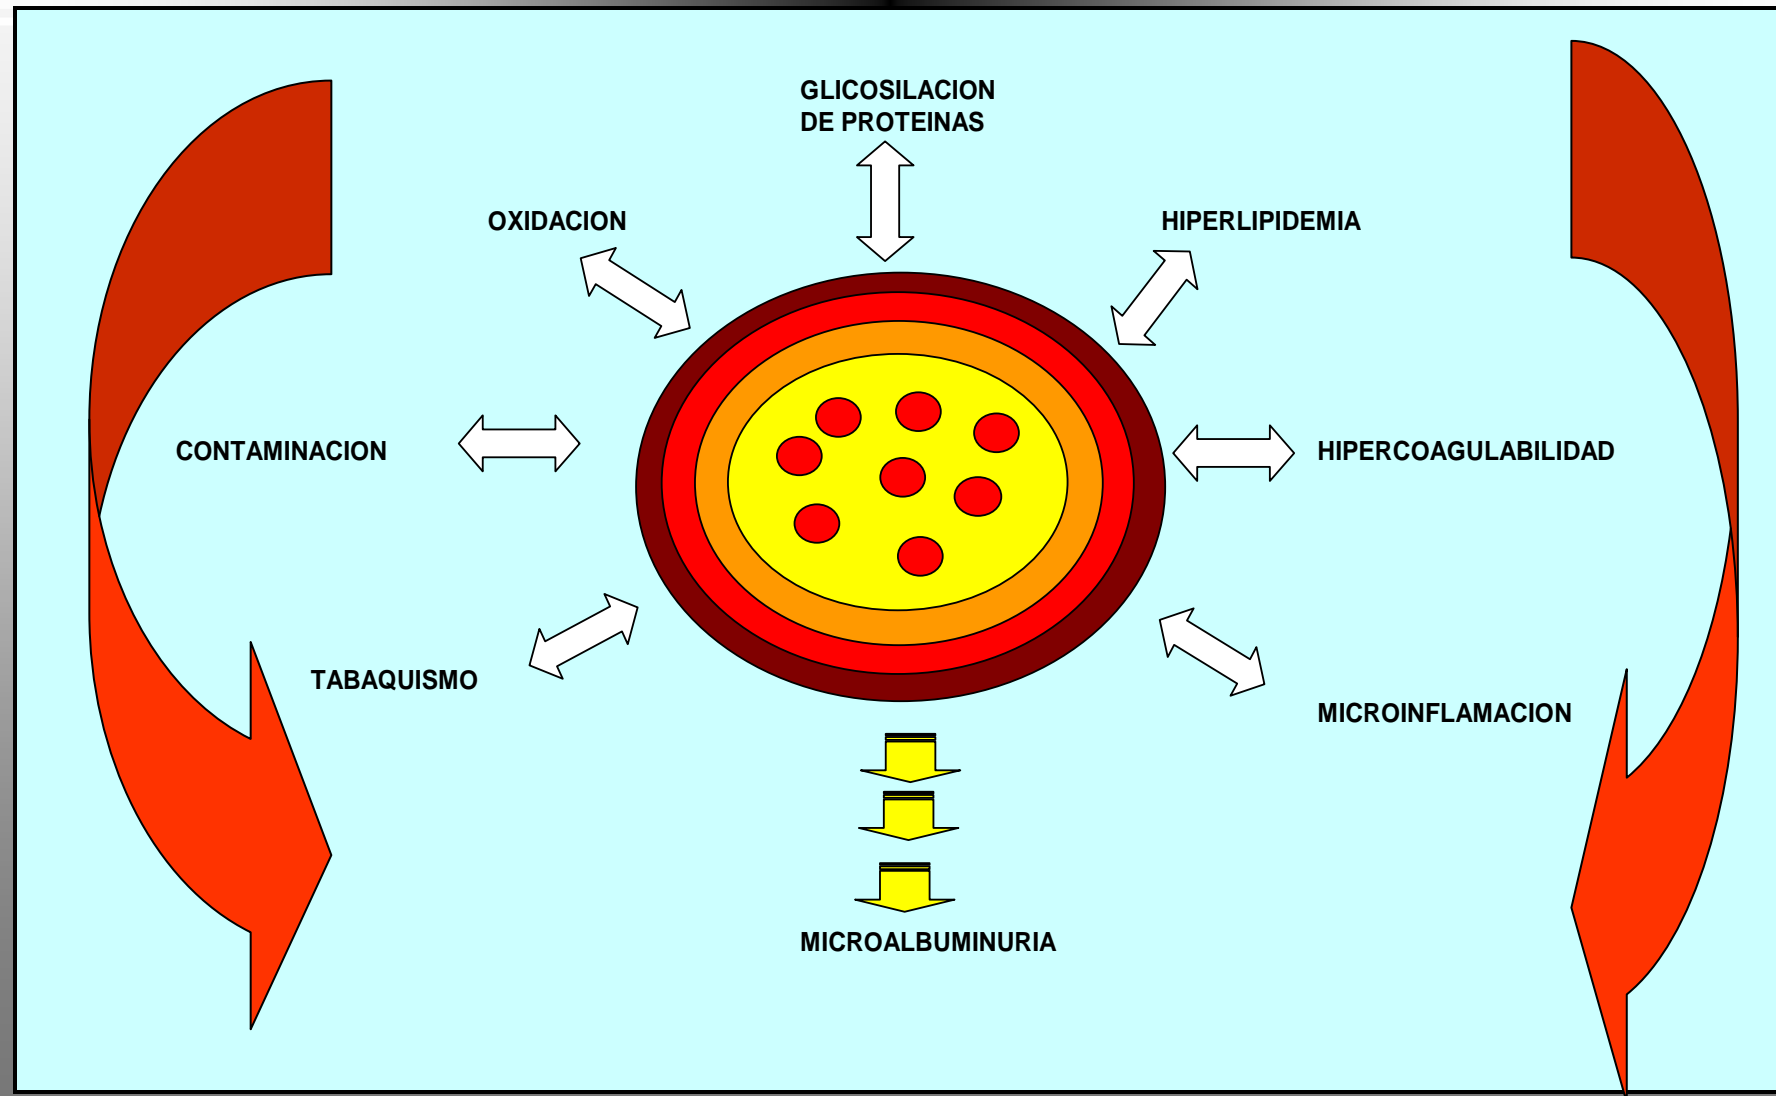 GLICOSILACION
DE PROTEINAS
OXIDACION
HIPERLIPIDEMIA
CONTAMINACION
HIPERCOAGULABILIDAD
TABAQUISMO
MICROINFLAMACION
MICROALBUMINURIA